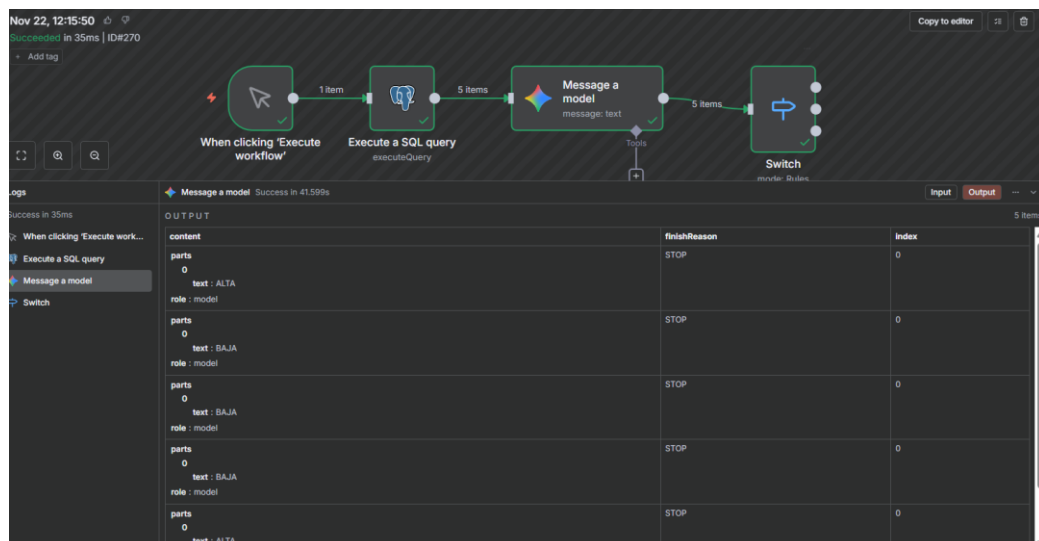 Nov 22, 12:15:50
Copy to editor
Succeeded in 35ms | ID#270
+ Add tag
1 item
5 items
Message a
model
message: text
5 items
Tools
When clicking ‘Execute
workflow’
Execute a SQL query
executeQuery
Switch
mode: Rules
Logs
Message a model Success in 41.599s
Input Output
Success in 35ms
OUTPUT
5 items
When clicking 'Execute work...
Execute a SQL query
Message a model
Switch
content finishReason index
parts STOP 0
0
text : ALTA
role : model
parts STOP 0
0
text : BAJA
role : model
parts STOP 0
0
text : BAJA
role : model
parts STOP 0
0
text : BAJA
role : model
parts STOP 0
0
text : ALTA